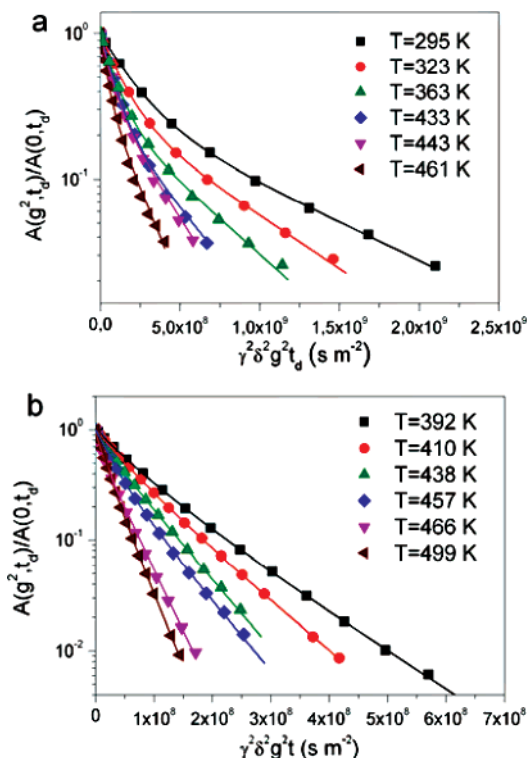 a
10⁰
10⁻¹
A(g²,t_d)/A(0,t_d)
T=295 K
T=323 K
T=363 K
T=433 K
T=443 K
T=461 K
0,0 5,0x10⁸ 1,0x10⁹ 1,5x10⁹ 2,0x10⁹ 2,5x10⁹
γ²δ²g²t_d (s m⁻²)
b
10⁰
10⁻¹
10⁻²
A(g²,t_d)/A(0,t_d)
T=392 K
T=410 K
T=438 K
T=457 K
T=466 K
T=499 K
0 1x10⁸ 2x10⁸ 3x10⁸ 4x10⁸ 5x10⁸ 6x10⁸ 7x10⁸
γ²δ²g²t (s m⁻²)